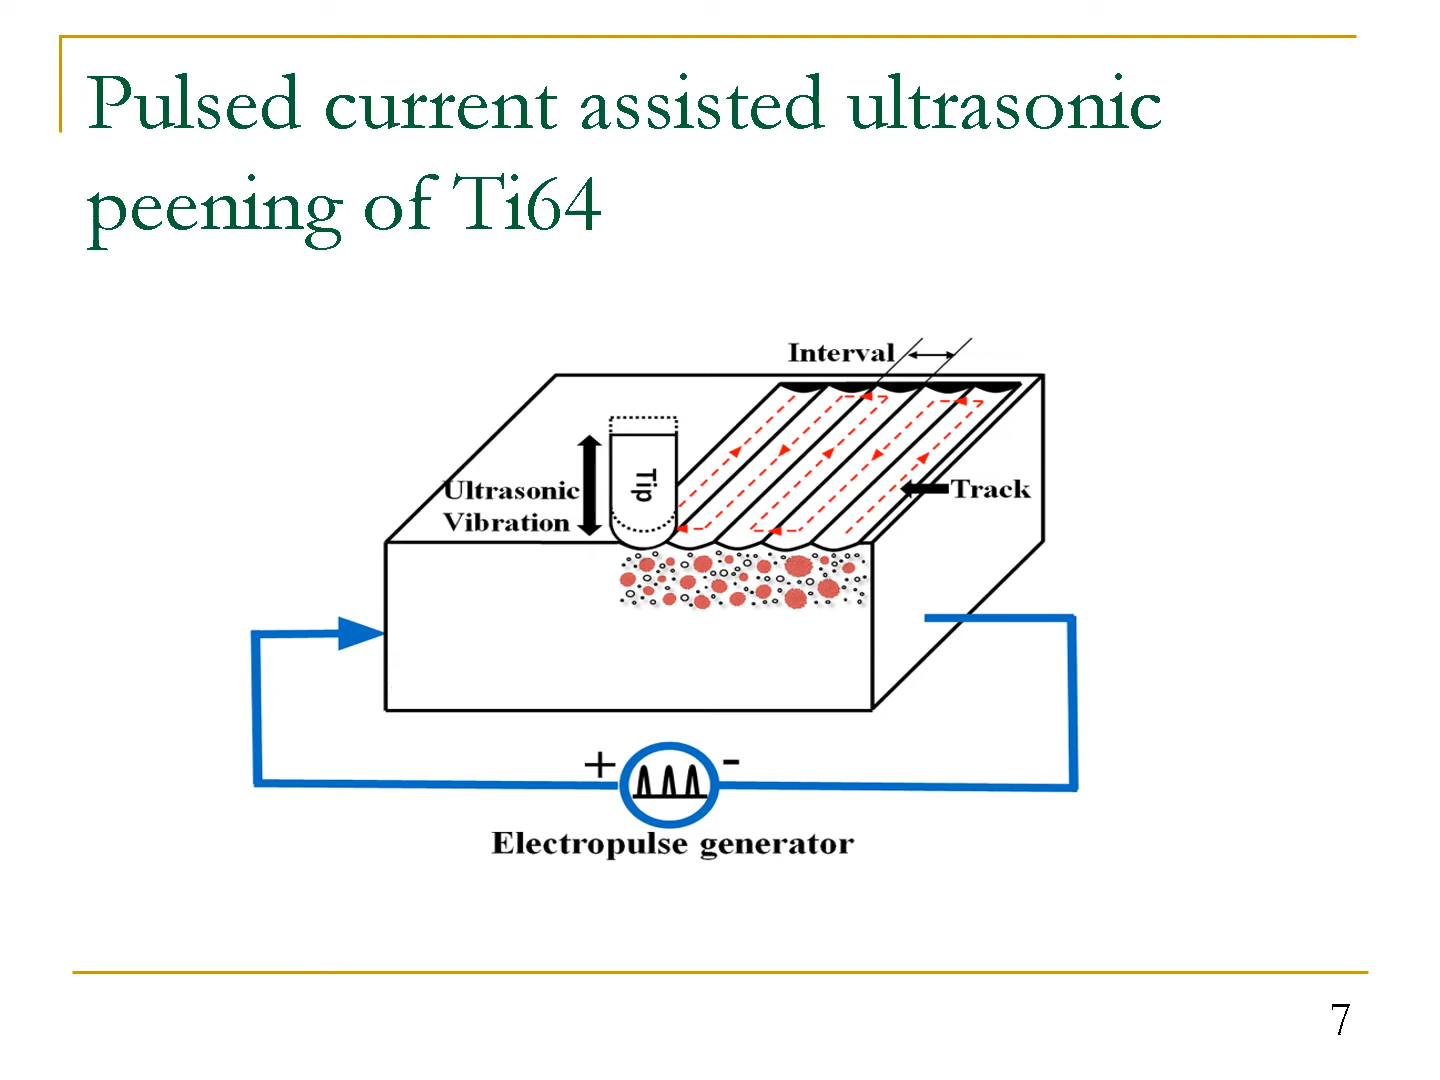 Pulsed current assisted ultrasonic
peening of Ti64
Interval
Tip
Ultrasonic
Vibration
Track
+
-
Electropulse generator
7